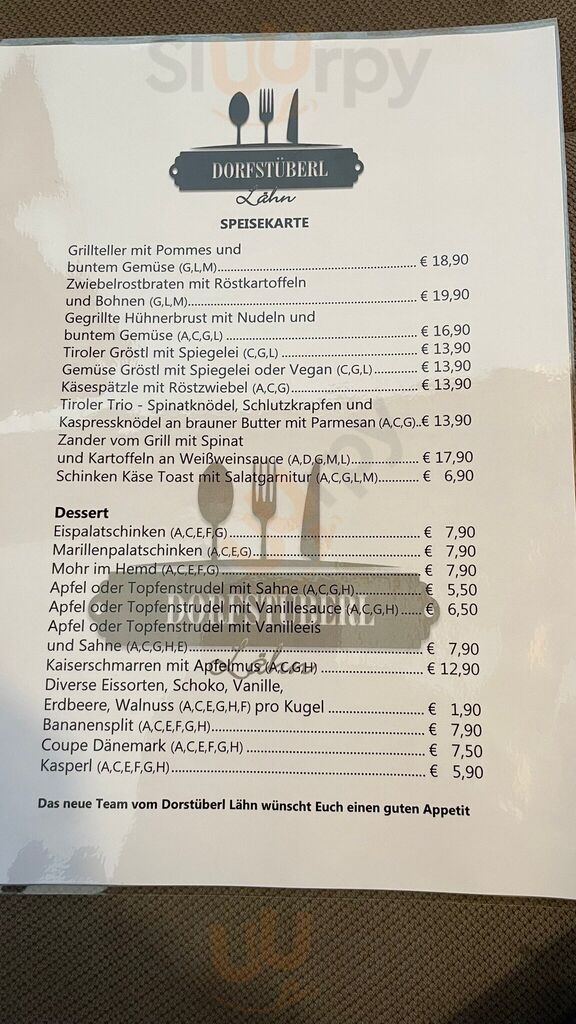 Sluurpy
DORFSTÜBERL
Lähn
SPEISEKARTE
Grillteller mit Pommes und
buntem Gemüse (G,L,M)........ € 18,90
Zwiebelrostbraten mit Röstkartoffeln
und Bohnen (G,L,M)........ € 19,90
Gegrillte Hühnerbrust mit Nudeln und
buntem Gemüse (A,C,G,L)........ € 16,90
Tiroler Gröstl mit Spiegelei (C,G,L)........ € 13,90
Gemüse Gröstl mit Spiegelei oder Vegan (C,G,L)........ € 13,90
Käsespätzle mit Röstzwiebel (A,C,G)........ € 13,90
Tiroler Trio - Spinatknödel, Schlutzkrapfen und
Kaspressknödel an brauner Butter mit Parmesan (A,C,G)..€ 13,90
Zander vom Grill mit Spinat
und Kartoffeln an Weißweinsauce (A,D,G,M,L)........ € 17,90
Schinken Käse Toast mit Salatgarnitur (A,C,G,L,M)........ € 6,90
Dessert
Eispalatschinken (A,C,E,F,G)........ € 7,90
Marillenpalatschinken (A,C,E,G)........ € 7,90
Mohr im Hemd (A,C,E,F,G)........ € 7,90
Apfel oder Topfenstrudel mit Sahne (A,C,G,H)........ € 5,50
Apfel oder Topfenstrudel mit Vanillesauce (A,C,G,H)...... € 6,50
Apfel oder Topfenstrudel mit Vanilleeis
und Sahne (A,C,G,H,E)........ € 7,90
Kaiserschmarren mit Apfelmus (A,C,G,H)........ € 12,90
Diverse Eissorten, Schoko, Vanille,
Erdbeere, Walnuss (A,C,E,G,H,F) pro Kugel ........ € 1,90
Bananensplit (A,C,E,F,G,H)........ € 7,90
Coupe Dänemark (A,C,E,F,G,H)........ € 7,50
Kasperl (A,C,E,F,G,H)........ € 5,90
DORFSTÜBERL
Lähn
Das neue Team vom Dorstüberl Lähn wünscht Euch einen guten Appetit